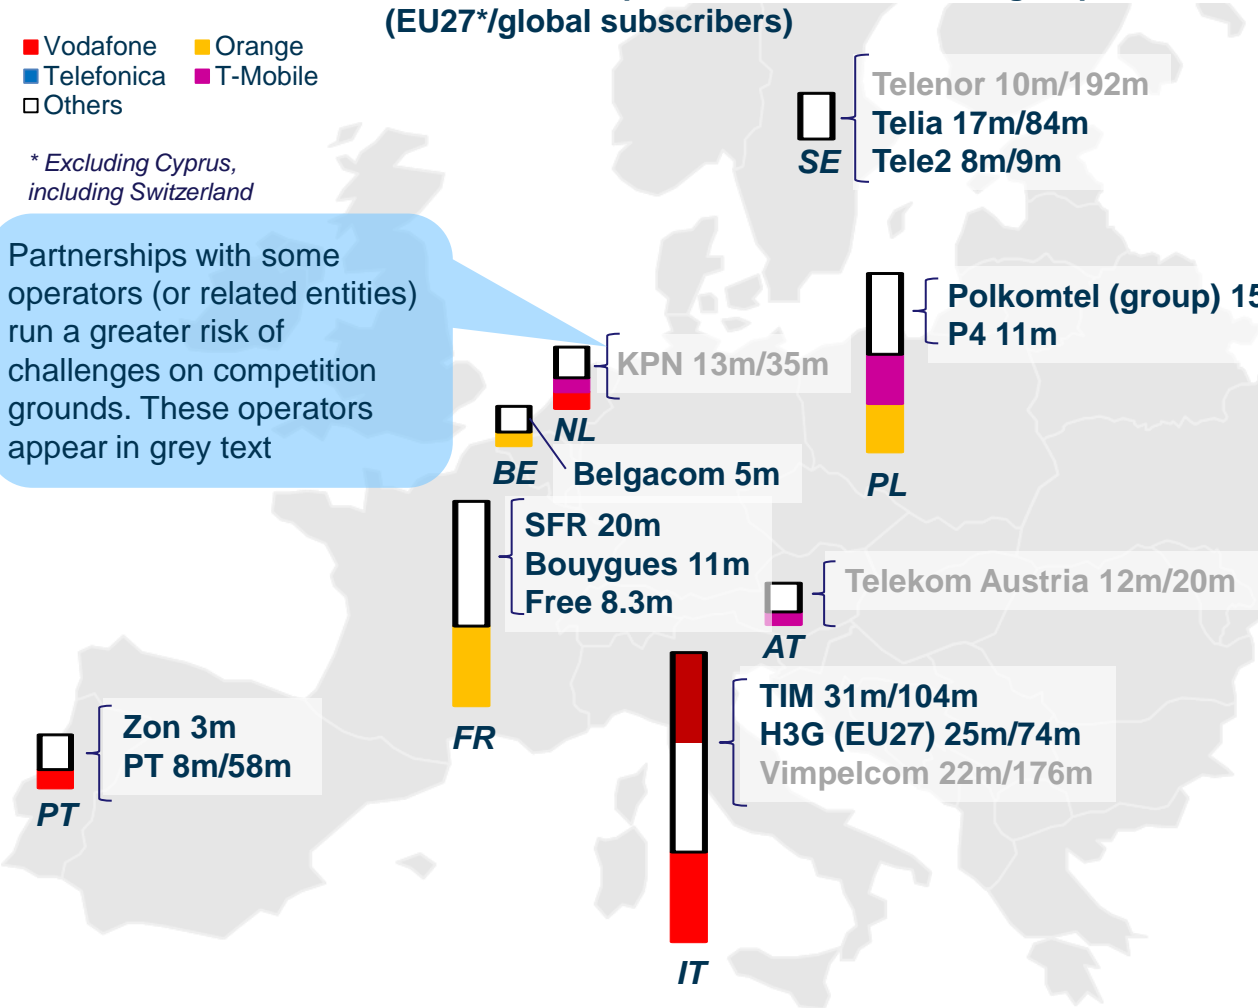 (EU27*/global subscribers)
Vodafone
Orange
Telefonica
T-Mobile
Others
* Excluding Cyprus,
including Switzerland
Telenor 10m/192m
Telia 17m/84m
Tele2 8m/9m
SE
Partnerships with some
operators (or related entities)
run a greater risk of
challenges on competition
grounds. These operators
appear in grey text
Polkomtel (group) 15
P4 11m
PL
KPN 13m/35m
NL
BE
Belgacom 5m
SFR 20m
Bouygues 11m
Free 8.3m
FR
Telekom Austria 12m/20m
AT
TIM 31m/104m
H3G (EU27) 25m/74m
Vimpelcom 22m/176m
IT
Zon 3m
PT 8m/58m
PT